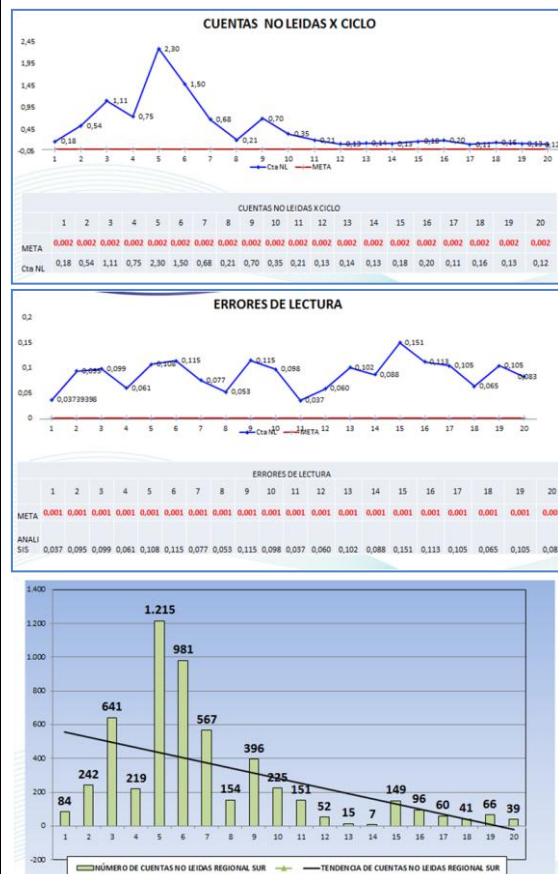 CUENTAS NO LEIDAS X CICLO
2,45
1,95
1,45
0,95
0,45
-0,05
0,18 0,54 1,11 0,75 2,30 1,50 0,68 0,21 0,70 0,35 0,21 0,13 0,14 0,13 0,18 0,20 0,11 0,16 0,13 0,12
1 2 3 4 5 6 7 8 9 10 11 12 13 14 15 16 17 18 19 20
Cta NL META
CUENTAS NO LEIDAS X CICLO
1 2 3 4 5 6 7 8 9 10 11 12 13 14 15 16 17 18 19 20
META 0,002 0,002 0,002 0,002 0,002 0,002 0,002 0,002 0,002 0,002 0,002 0,002 0,002 0,002 0,002 0,002 0,002 0,002 0,002 0,002
Cta NL 0,18 0,54 1,11 0,75 2,30 1,50 0,68 0,21 0,70 0,35 0,21 0,13 0,14 0,13 0,18 0,20 0,11 0,16 0,13 0,12
ERRORES DE LECTURA
0,2
0,15
0,1
0,05
0
0,03739398 0,095 0,099 0,061 0,108 0,115 0,077 0,053 0,115 0,098 0,037 0,060 0,102 0,088 0,151 0,113 0,105 0,065 0,105 0,083
1 2 3 4 5 6 7 8 9 10 11 12 13 14 15 16 17 18 19 20
Cta NL META
ERRORES DE LECTURA
1 2 3 4 5 6 7 8 9 10 11 12 13 14 15 16 17 18 19 20
META 0,001 0,001 0,001 0,001 0,001 0,001 0,001 0,001 0,001 0,001 0,001 0,001 0,001 0,001 0,001 0,001 0,001 0,001 0,001 0,00
ANALI
SIS 0,037 0,095 0,099 0,061 0,108 0,115 0,077 0,053 0,115 0,098 0,037 0,060 0,102 0,088 0,151 0,113 0,105 0,065 0,105 0,08
1.400
1.200
1.000
800
600
400
200
0
-200
84 242 641 219 1.215 981 567 154 396 225 151 52 15 7 149 96 60 41 66 39
1 2 3 4 5 6 7 8 9 10 11 12 13 14 15 16 17 18 19 20
NÚMERO DE CUENTAS NO LEIDAS REGIONAL SUR TENDENCIA DE CUENTAS NO LEIDAS REGIONAL SUR